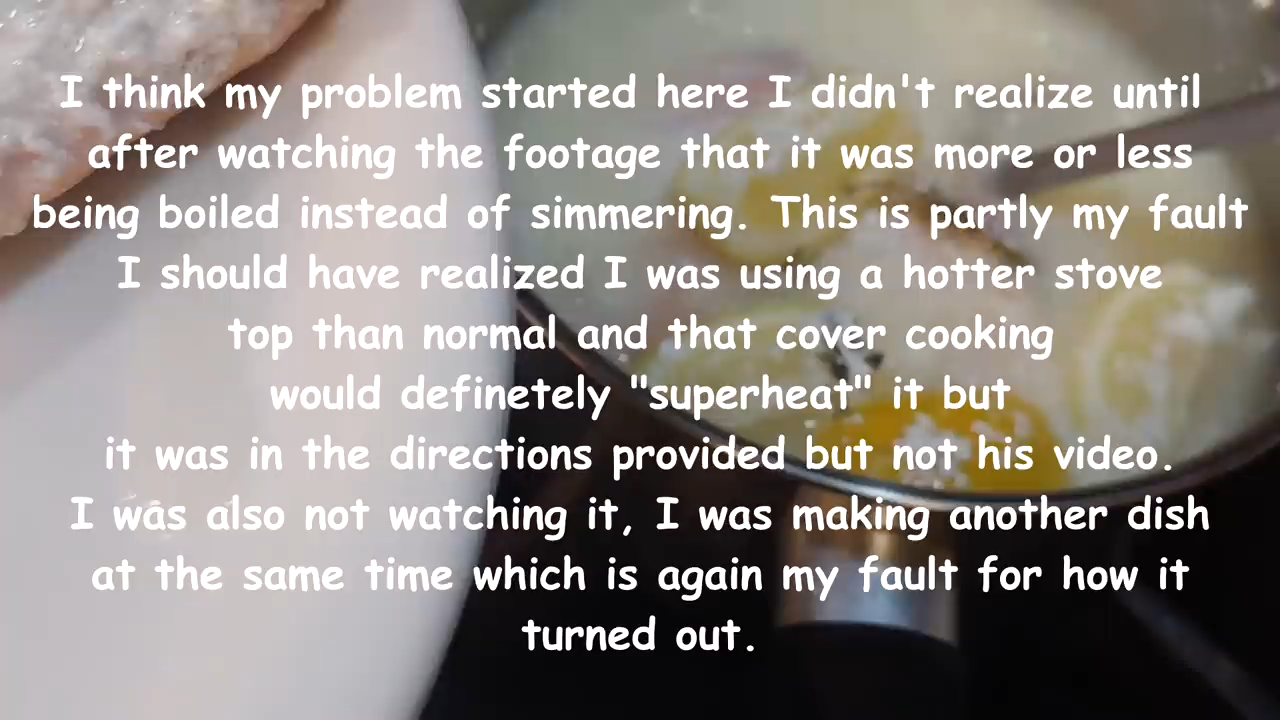 I think my problem started here I didn't realize until
after watching the footage that it was more or less
being boiled instead of simmering. This is partly my fault
I should have realized I was using a hotter stove
top than normal and that cover cooking
would definetely "superheat" it but
it was in the directions provided but not his video.
I was also not watching it, I was making another dish
at the same time which is again my fault for how it
turned out.